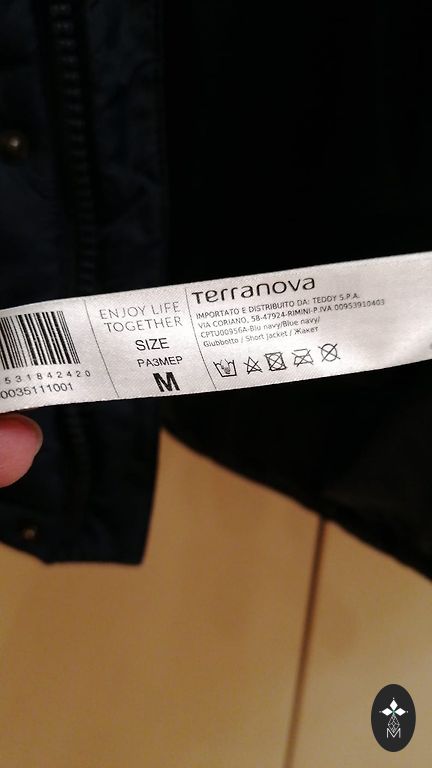 531842420
0035111001
ENJOY LIFE
TOGETHER
SIZE
РАЗМЕР
M
Terranova
IMPORTATO E DISTRIBUITO DA: TEDDY S.P.A.
VIA CORIANO, 58-47924-RIMINI-P.IVA 00953910403
CPTU00956A-Blu navy/Blue navy/
Giubbotto / Short jacket / Жакет
M